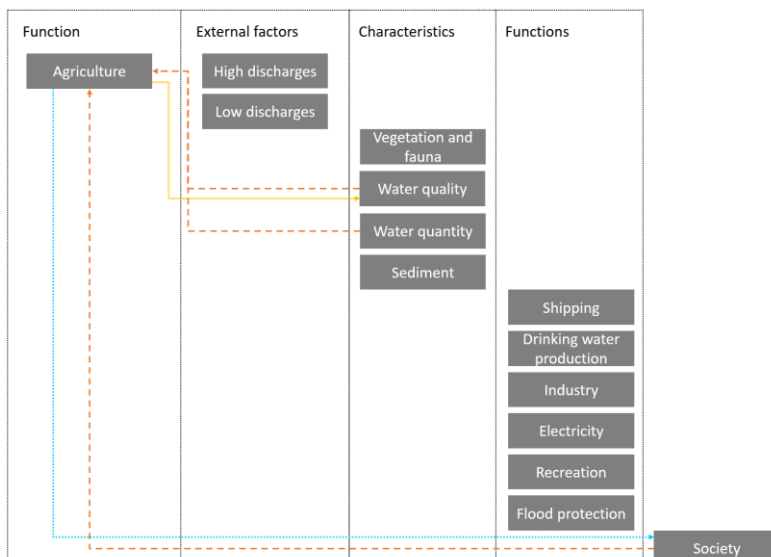 Function
External factors
Characteristics
Functions
Agriculture
High discharges
Low discharges
Vegetation and
fauna
Water quality
Water quantity
Sediment
Shipping
Drinking water
production
Industry
Electricity
Recreation
Flood protection
Society